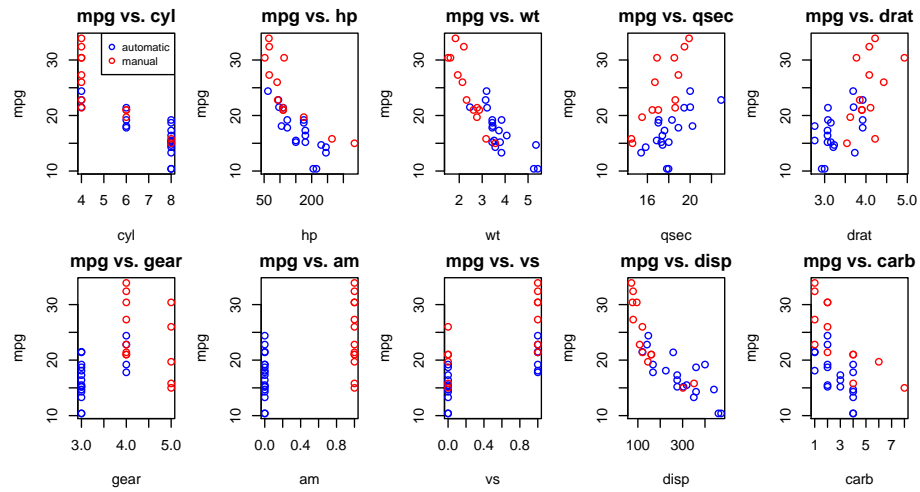 mpg vs. cyl
mpg
10
20
30
automatic
manual
4
5
6
7
8
cyl
mpg vs. hp
mpg
10
20
30
50
200
hp
mpg vs. wt
mpg
10
20
30
2
3
4
5
wt
mpg vs. qsec
mpg
10
20
30
16
20
qsec
mpg vs. drat
mpg
10
20
30
3.0
4.0
5.0
drat
mpg vs. gear
mpg
10
20
30
3.0
4.0
5.0
gear
mpg vs. am
mpg
10
20
30
0.0
0.4
0.8
am
mpg vs. vs
mpg
10
20
30
0.0
0.4
0.8
vs
mpg vs. disp
mpg
10
20
30
100
300
disp
mpg vs. carb
mpg
10
20
30
1
3
5
7
carb